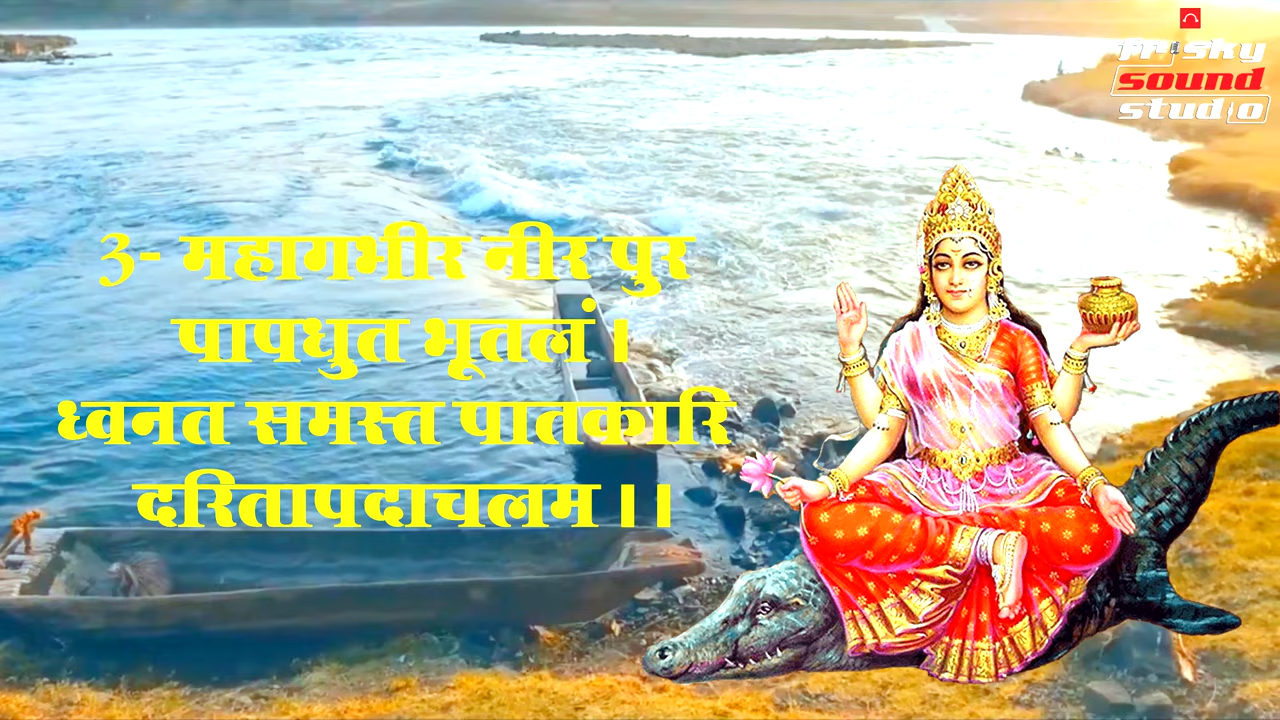 frisky
sound
studio
3- महागभीर नीर पुर
पापधुत भूतलं ।
ध्वनत समस्त पातकारि
दरितापदाचलम ।।